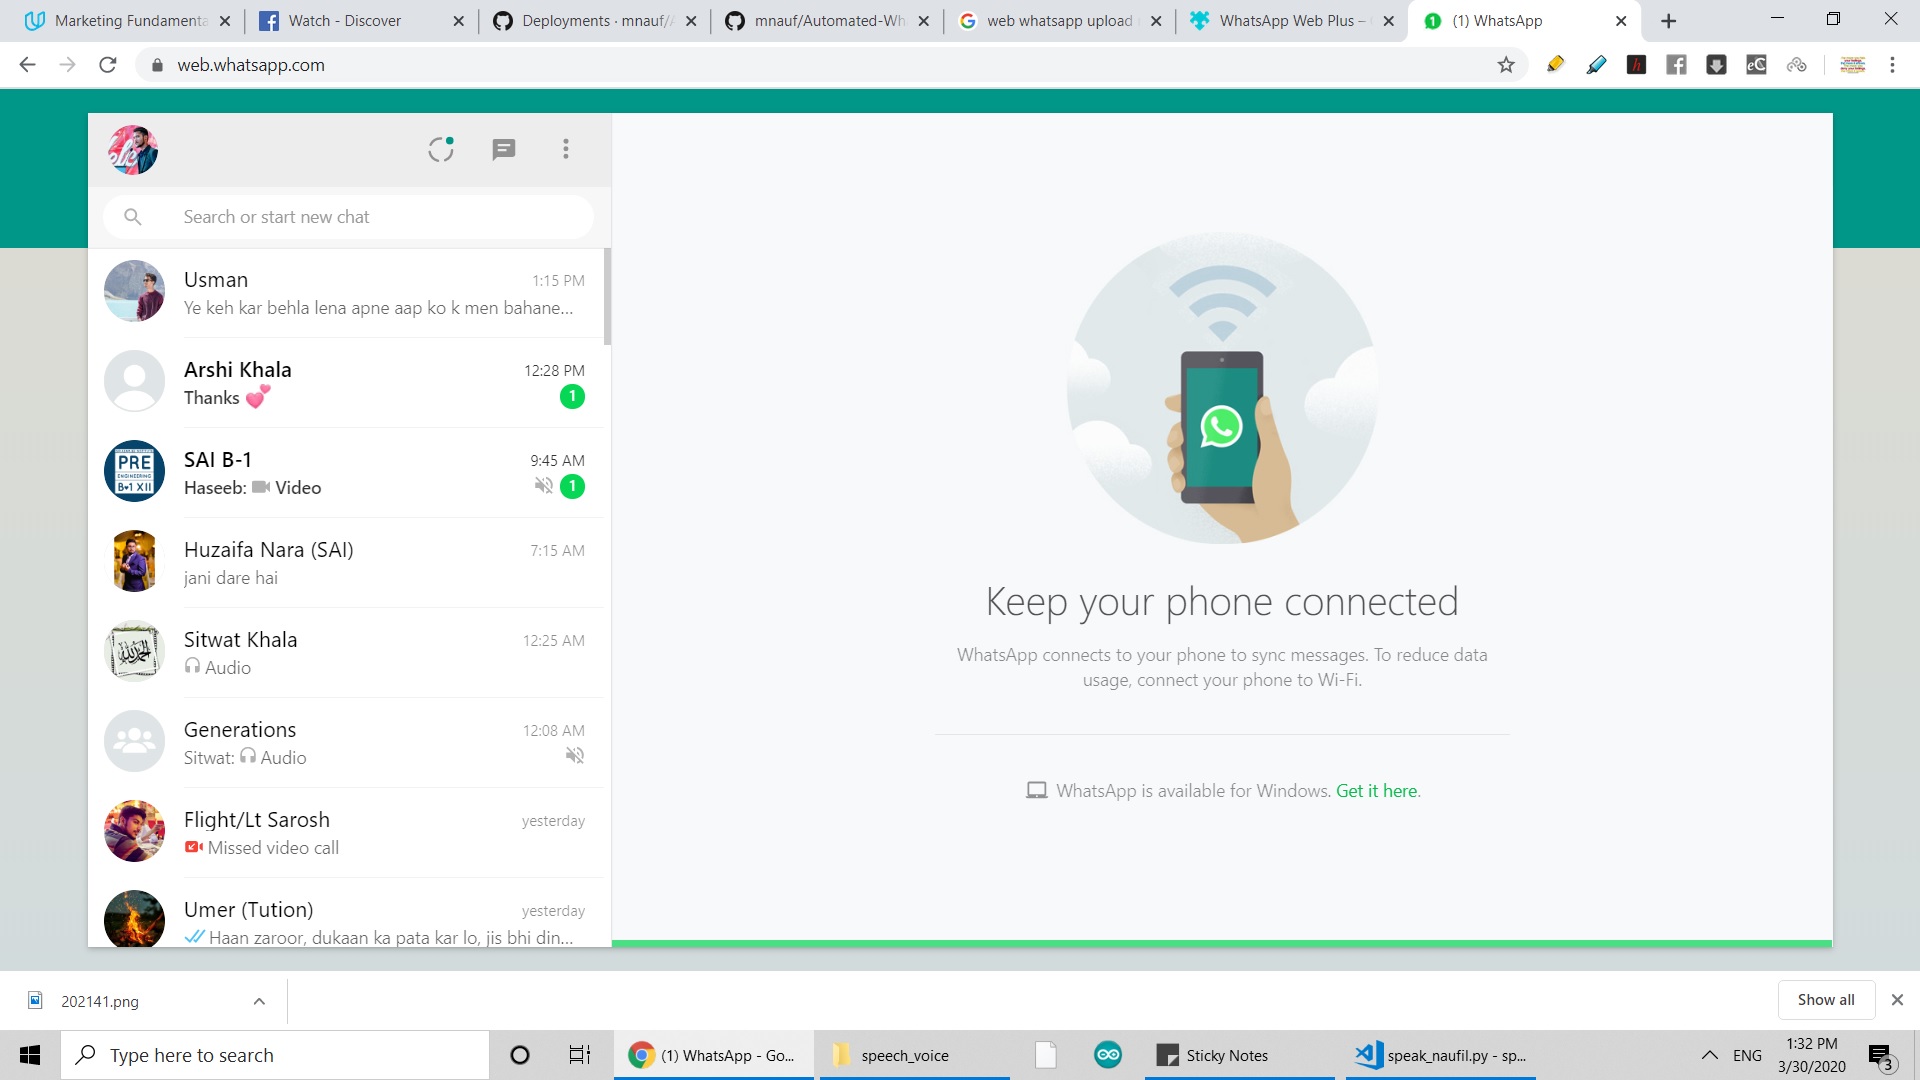 Marketing Fundamenta
Watch - Discover
Deployments · mnauf/A
mnauf/Automated-Wh
web whatsapp upload
WhatsApp Web Plus –
(1) WhatsApp
web.whatsapp.com
Search or start new chat
Usman 1:15 PM
Ye keh kar behla lena apne aap ko k men bahane...
Arshi Khala 12:28 PM
Thanks 💕 1
SAI B-1 9:45 AM
Haseeb: Video 1
PRE
ENGINEERING
B♥1 XII
Huzaifa Nara (SAI) 7:15 AM
jani dare hai
Sitwat Khala 12:25 AM
Audio
Generations 12:08 AM
Sitwat: Audio
Flight/Lt Sarosh yesterday
Missed video call
Umer (Tution) yesterday
Haan zaroor, dukaan ka pata kar lo, jis bhi din...
Keep your phone connected
WhatsApp connects to your phone to sync messages. To reduce data
usage, connect your phone to Wi-Fi.
WhatsApp is available for Windows. Get it here.
202141.png
Show all
Type here to search
(1) WhatsApp - Go...
speech_voice
Sticky Notes
speak_naufil.py - sp...
ENG
1:32 PM
3/30/2020
3